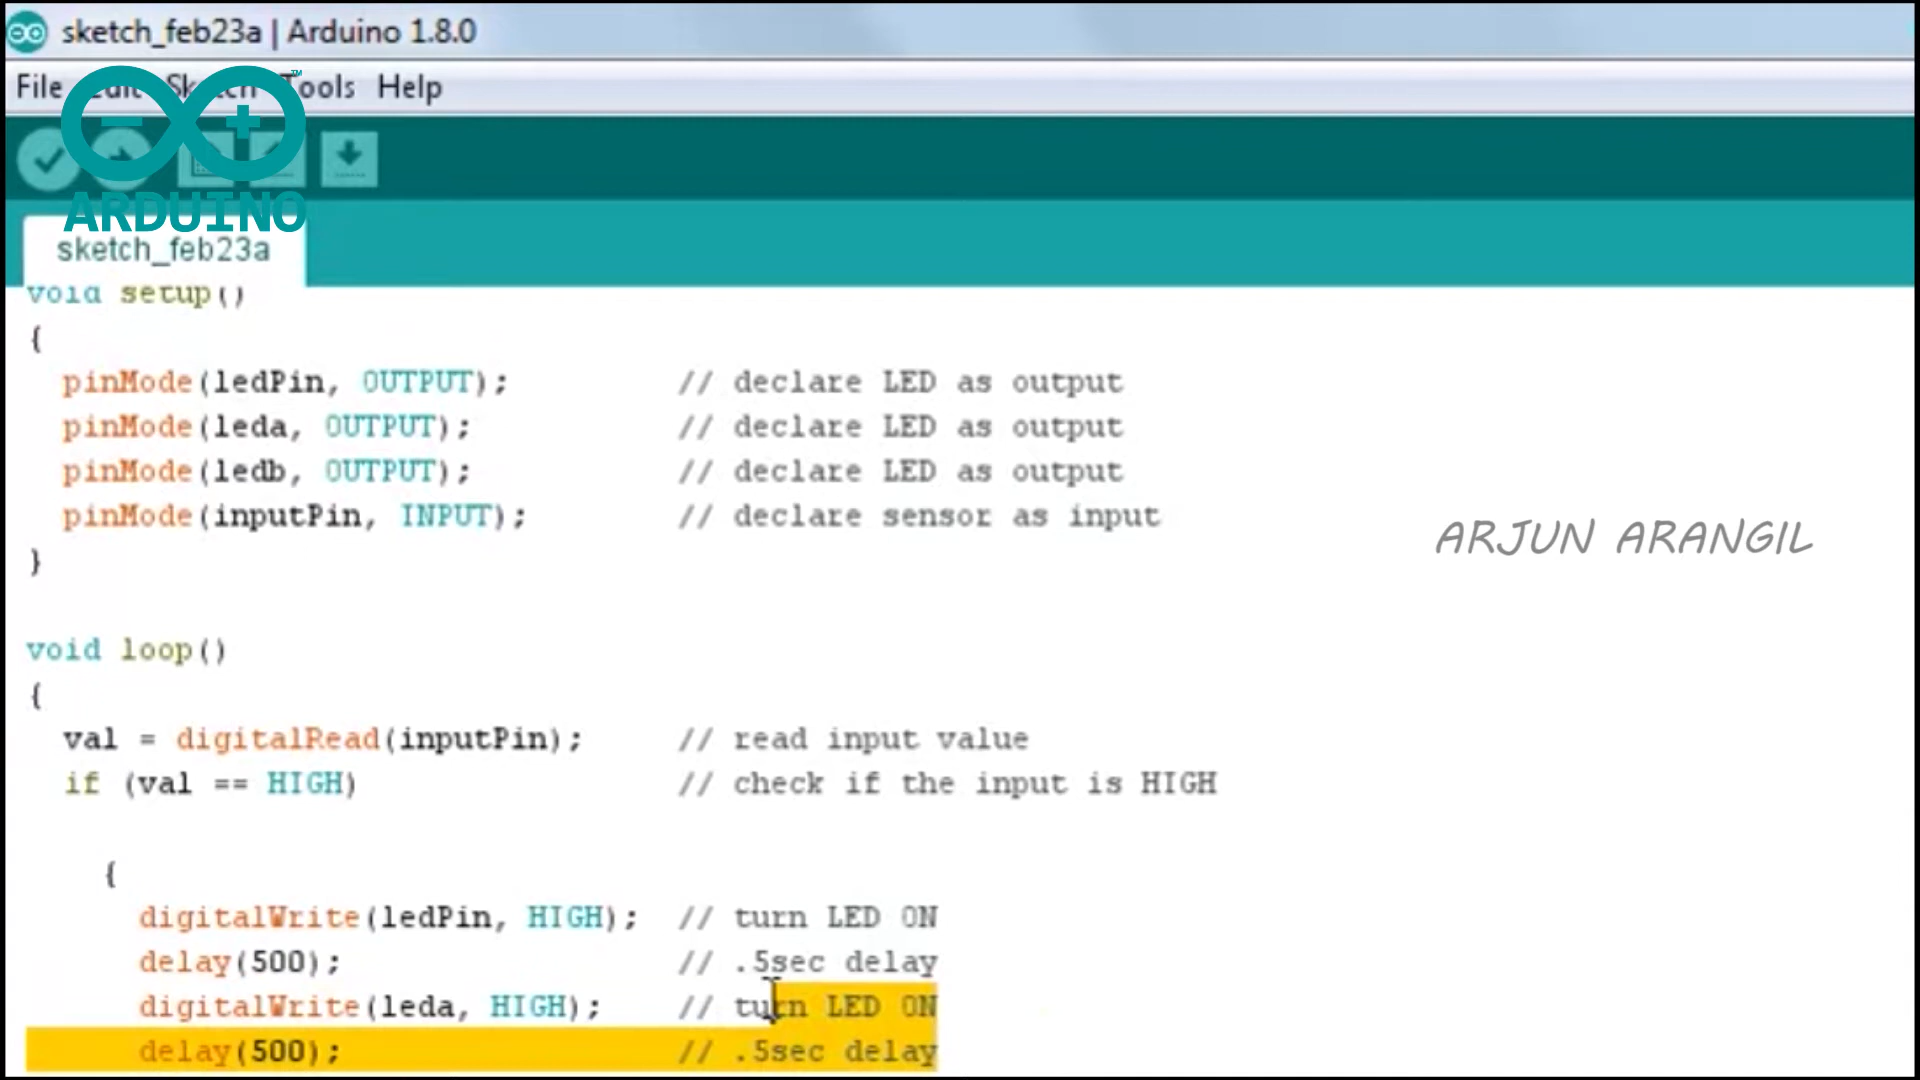 sketch_feb23a | Arduino 1.8.0
File Edit Sketch Tools Help
ARDUINO
TM
sketch_feb23a
void setup()
{
pinMode(ledPin, OUTPUT); // declare LED as output
pinMode(leda, OUTPUT); // declare LED as output
pinMode(ledb, OUTPUT); // declare LED as output
pinMode(inputPin, INPUT); // declare sensor as input
}
ARJUN ARANGIL
void loop()
{
val = digitalRead(inputPin); // read input value
if (val == HIGH) // check if the input is HIGH
{
digitalWrite(ledPin, HIGH); // turn LED ON
delay(500); // .5sec delay
digitalWrite(leda, HIGH); // turn LED ON
delay(500); // .5sec delay